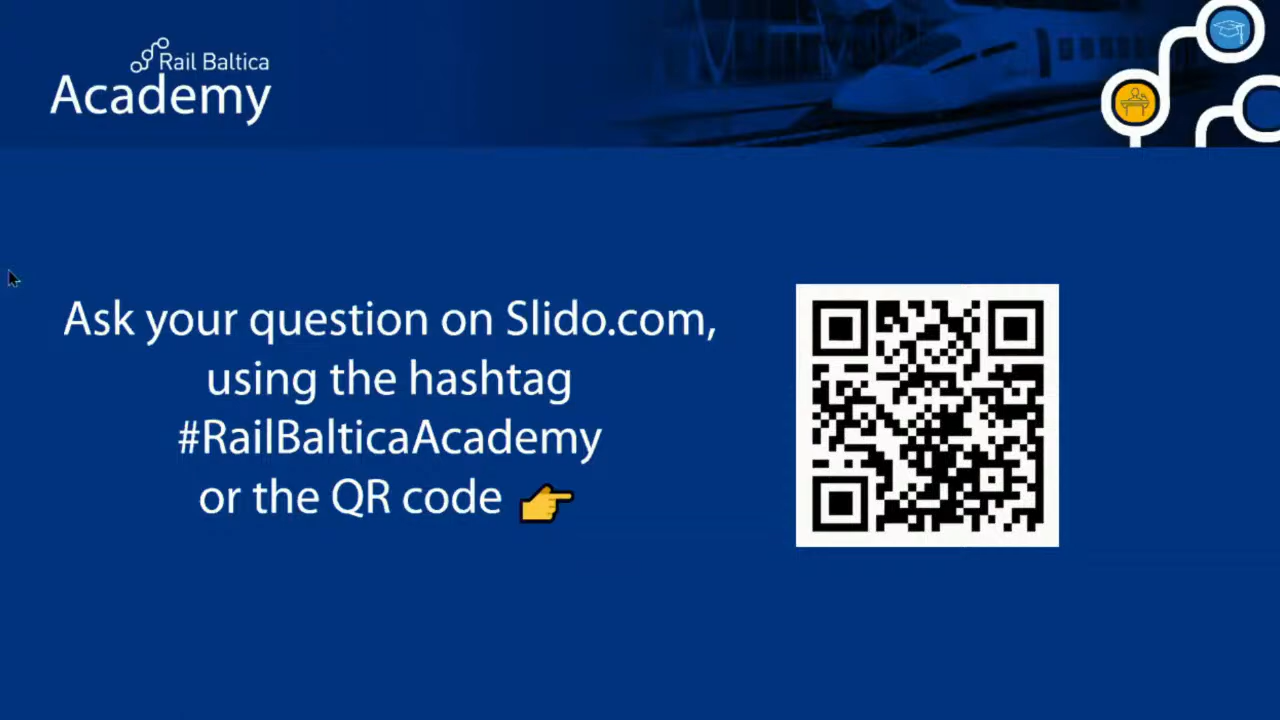 Rail Baltica
Academy
Ask your question on Slido.com,
using the hashtag
#RailBalticaAcademy
or the QR code 👉